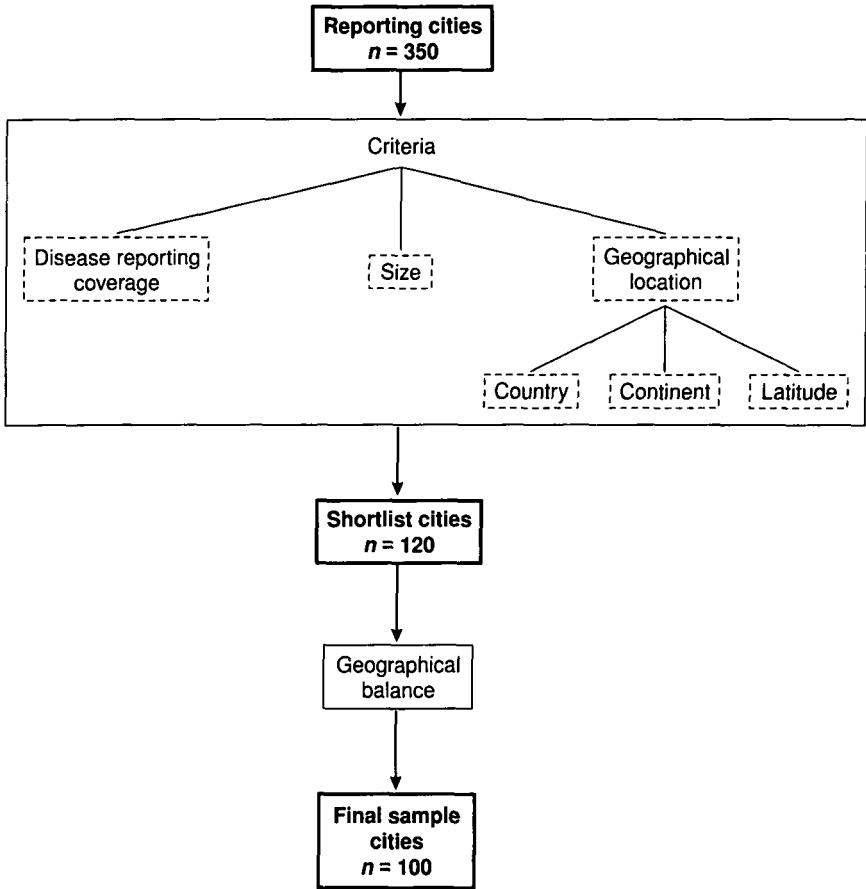 Reporting cities
n = 350
Criteria
Disease reporting
coverage
Size
Geographical
location
Country
Continent
Latitude
Shortlist cities
n = 120
Geographical
balance
Final sample
cities
n = 100